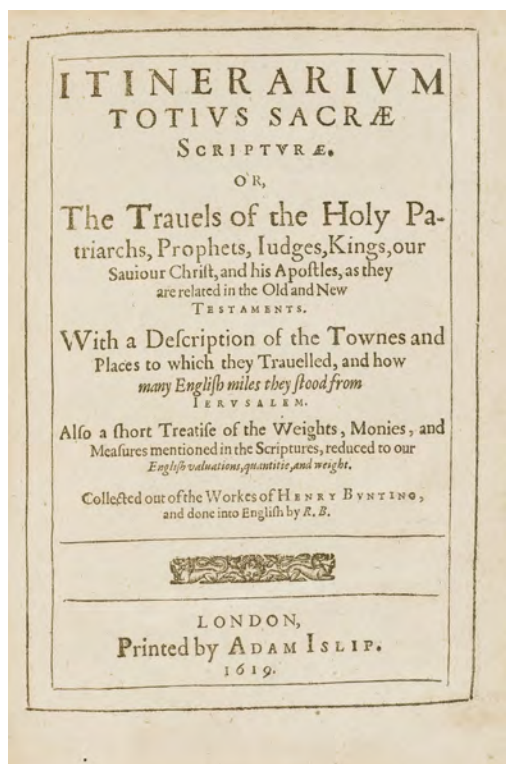 ITINERARIVM
TOTIVS SACRÆ
SCRIPTVRÆ.
OR,
The Trauels of the Holy Pa-
triarchs, Prophets, Iudges, Kings, our
Sauiour Chriſt, and his Apoſtles, as they
are related in the Old and New
TESTAMENTS.
With a Deſcription of the Townes and
Places to which they Trauelled, and how
many Engliſh miles they ſtood from
IERVSALEM.
Alſo a ſhort Treatiſe of the Weights, Monies, and
Meaſures mentioned in the Scriptures, reduced to our
Engliſh valuations, quantitie, and weight.
Collected out of the Workes of HENRY BVNTING,
and done into Engliſh by R. B.
LONDON,
Printed by ADAM ISLIP.
1619.